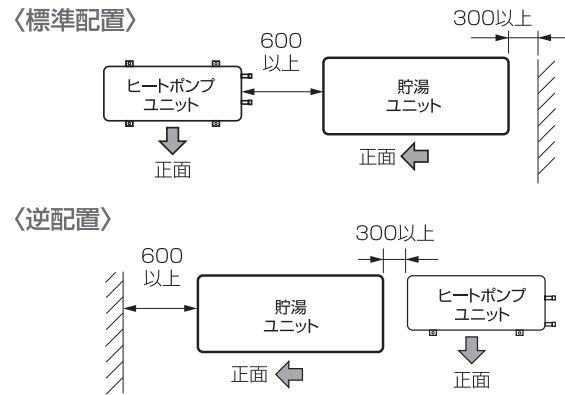 〈標準配置〉
300以上
600
以上
ヒートポンプ
ユニット
貯湯
ユニット
正面
正面
〈逆配置〉
300以上
600
以上
貯湯
ユニット
ヒートポンプ
ユニット
正面
正面